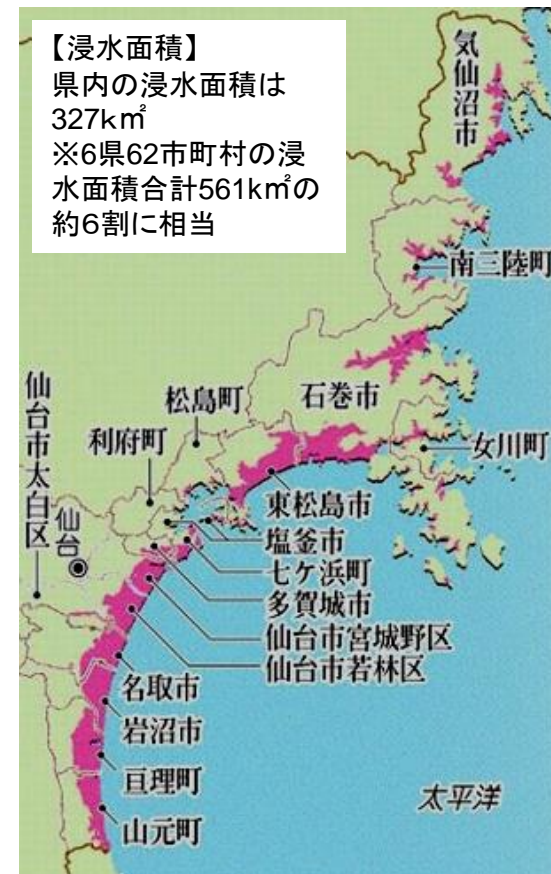 【浸水面積】
県内の浸水面積は
327k㎡
※6県62市町村の浸
水面積合計561k㎡の
約6割に相当
気仙沼市
南三陸町
石巻市
松島町
女川町
利府町
仙台市太白区
仙台
東松島市
塩釜市
七ケ浜町
多賀城市
仙台市宮城野区
仙台市若林区
名取市
岩沼市
亘理町
山元町
太平洋